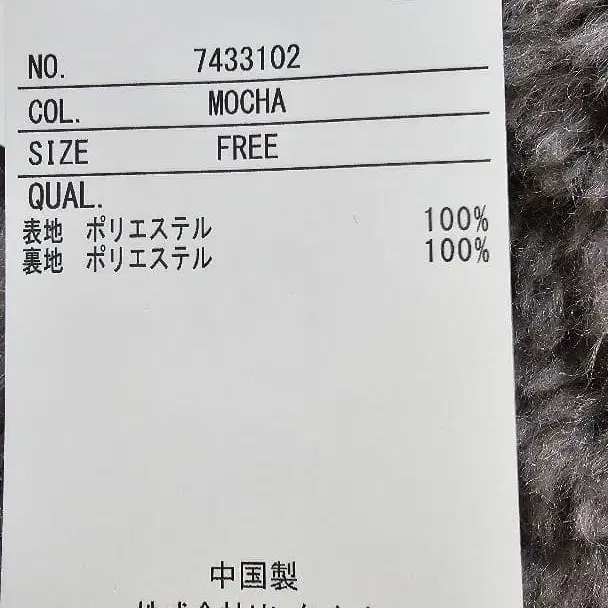 NO. 7433102
COL. MOCHA
SIZE FREE
QUAL.
表地 ポリエステル 100%
裏地 ポリエステル 100%
中国製